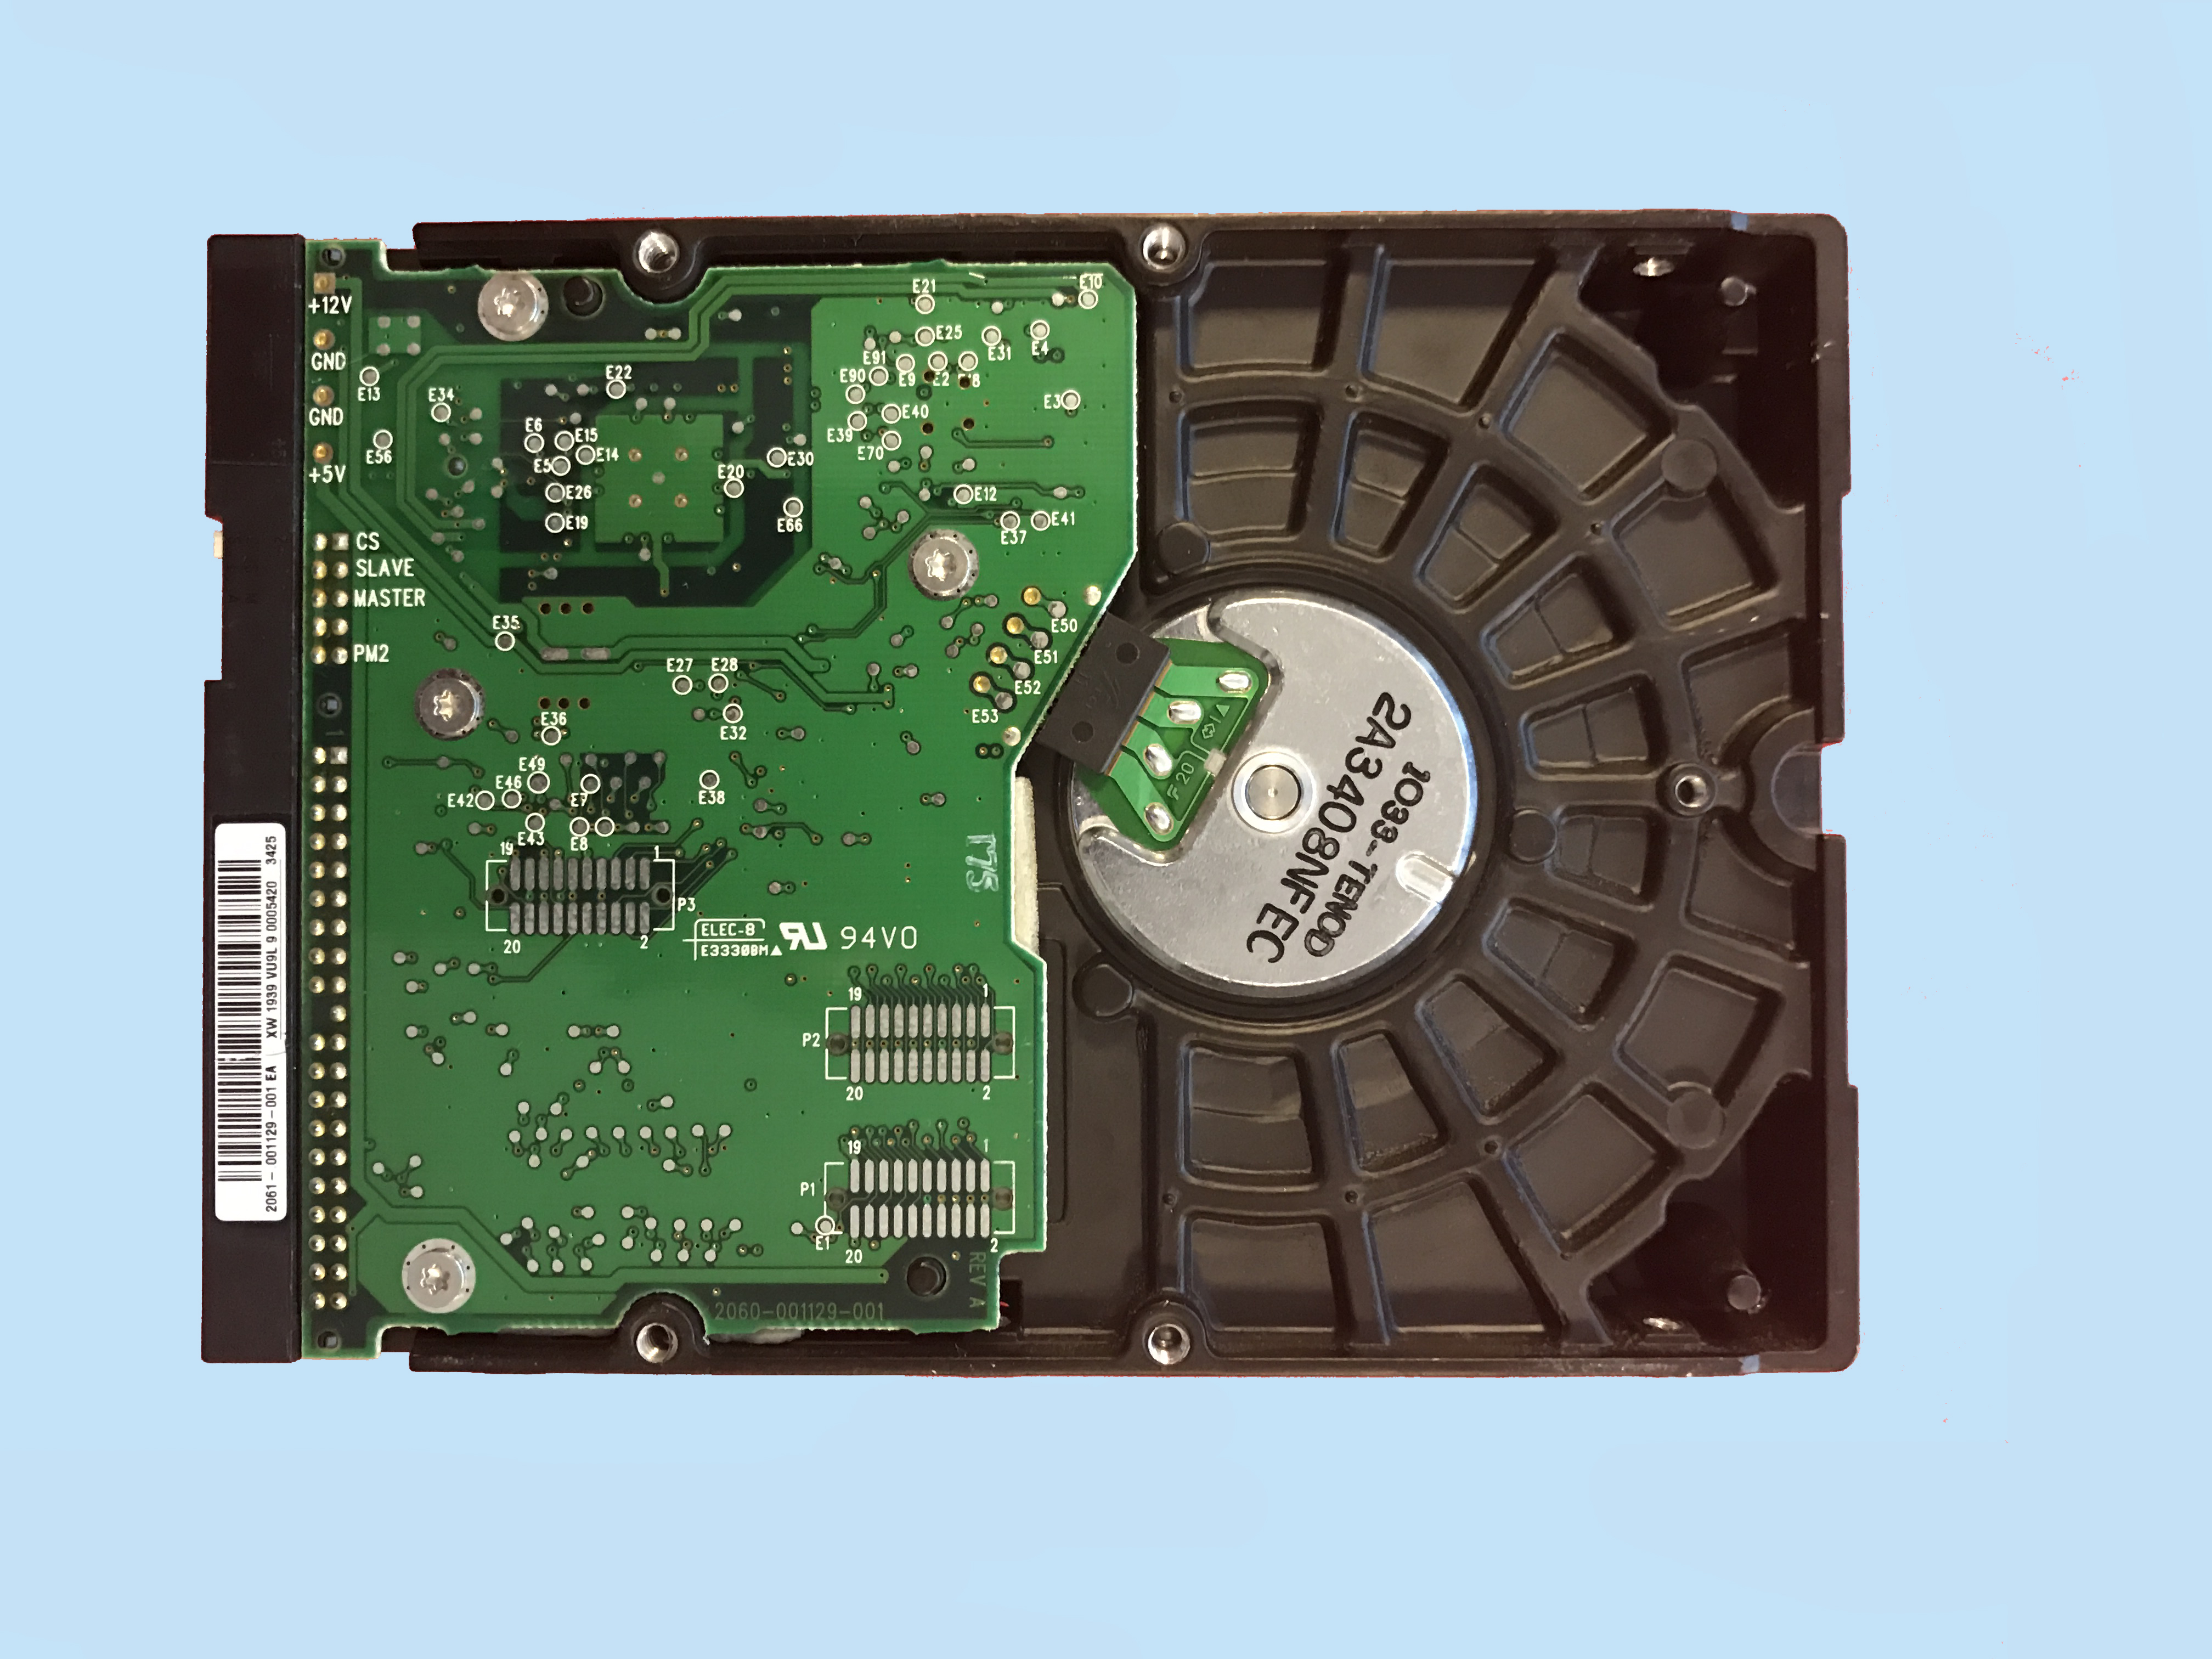 2061-001129-001 EA XW 1939 VU9L 9 0005420 3425
+5V
GND
GND
+12V
PM2
MASTER
SLAVE
CS
E56
E13
E34
E42
E46
E43
E49
E36
E35
E8
E7
E6
E5
E15
E19
E26
E14
E22
20
19
2
1
P3
E27
E28
E38
E32
E20
E66
E30
ELEC-8
E333308M
94V0
2060-001129-001
REV A
P1
E1
20
19
2
1
P2
20
19
2
1
E39
E90
E91
E70
E40
E9
E21
E25
E2
E12
E31
E37
E4
E41
E10
E53
E52
E51
E50
F 20
2A3408NFEC
1033-TENOD